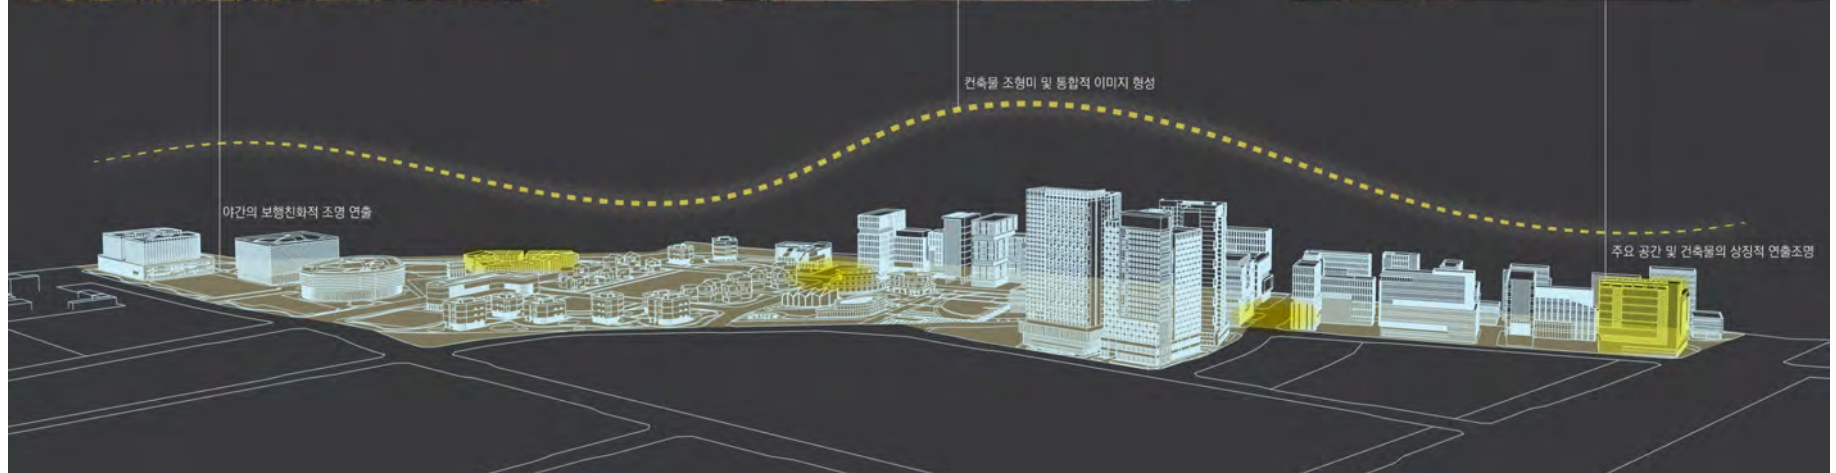 컨축물 조형미 및 통합적 이미지 형성
야간의 보행친화적 조명 연출
주요 공간 및 건축물의 상징적 연출조명